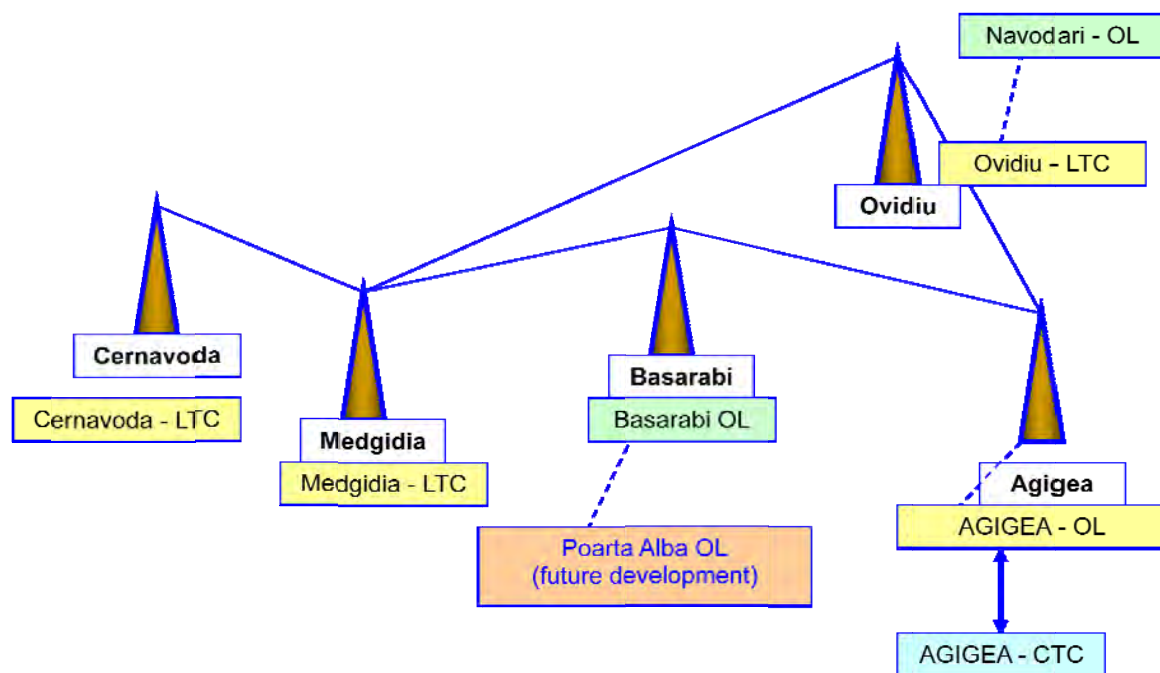 Navodari - OL
Ovidiu - LTC
Ovidiu
Cernavoda
Cernavoda - LTC
Basarabi
Basarabi OL
Medgidia
Medgidia - LTC
Agigea
AGIGEA - OL
Poarta Alba OL
(future development)
AGIGEA - CTC